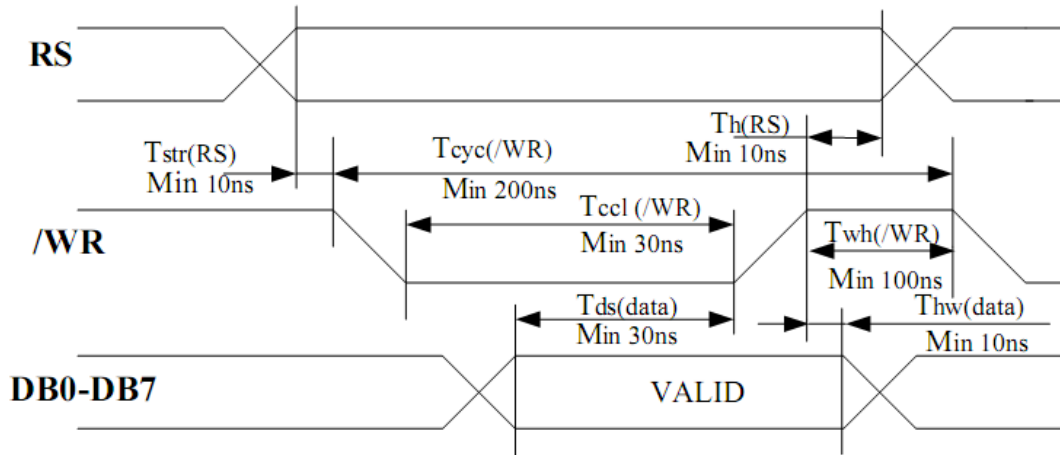 RS
Th(RS)
Min 10ns
Tstr(RS)
Min 10ns
Tcyc(/WR)
Min 200ns
/WR
Tccl (/WR)
Min 30ns
Twh(/WR)
Min 100ns
Tds(data)
Min 30ns
Thw(data)
Min 10ns
DB0-DB7
VALID